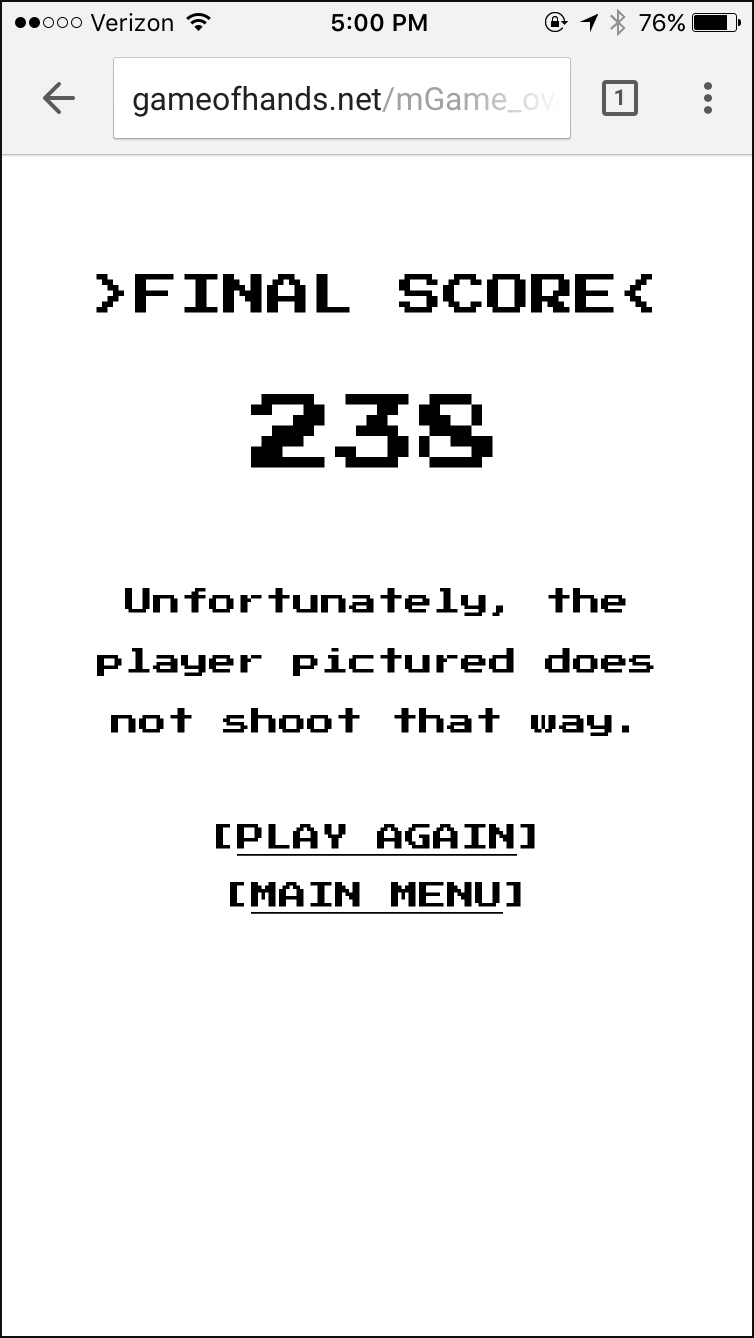 Verizon 5:00 PM 76%
gameofhands.net/mGame_ov
1
>FINAL SCORE<
238
Unfortunately, the
player pictured does
not shoot that way.
[PLAY AGAIN]
[MAIN MENU]